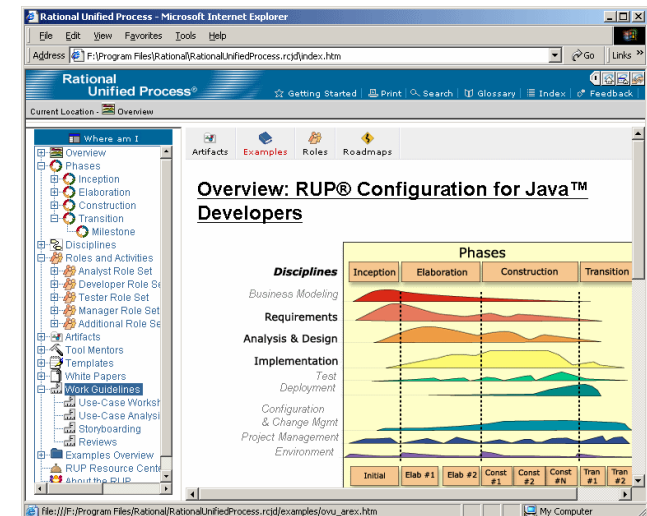 Rational Unified Process - Microsoft Internet Explorer
File Edit View Favorites Tools Help
Address F:\Program Files\Rational\RationalUnifiedProcess.rcjd\index.htm Go Links »
Rational
Unified Process®
Getting Started Print Search Glossary Index Feedback
Current Location - Overview
Where am I
Overview
Phases
Inception
Elaboration
Construction
Transition
Milestone
Disciplines
Roles and Activities
Analyst Role Set
Developer Role Se
Tester Role Set
Manager Role Set
Additional Role Se
Artifacts
Tool Mentors
Templates
White Papers
Work Guidelines
Use-Case Worksh
Use-Case Analysi
Storyboarding
Reviews
Examples Overview
RUP Resource Cente
About the RUP
Artifacts Examples Roles Roadmaps
Overview: RUP® Configuration for Java™
Developers
Phases
Disciplines Inception Elaboration Construction Transition
Business Modeling
Requirements
Analysis & Design
Implementation
Test
Deployment
Configuration
& Change Mgmt
Project Management
Environment
Initial Elab #1 Elab #2 Const #1 Const #2 Const #N Tran #1 Tran #2
file:///F:/Program Files/Rational/RationalUnifiedProcess.rcjd/examples/ovu_arex.htm My Computer